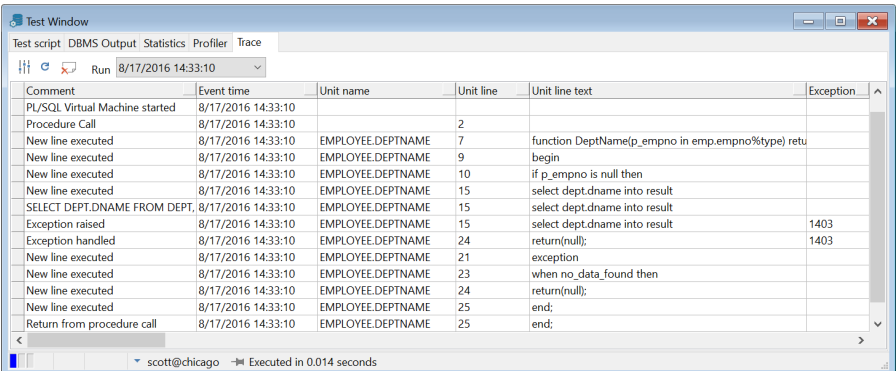 Test Window
Test script DBMS Output Statistics Profiler Trace
Run 8/17/2016 14:33:10
Comment Event time Unit name Unit line Unit line text Exception
PL/SQL Virtual Machine started 8/17/2016 14:33:10
Procedure Call 8/17/2016 14:33:10 2
New line executed 8/17/2016 14:33:10 EMPLOYEE.DEPTNAME 7 function DeptName(p_empno in emp.empno%type) retu
New line executed 8/17/2016 14:33:10 EMPLOYEE.DEPTNAME 9 begin
New line executed 8/17/2016 14:33:10 EMPLOYEE.DEPTNAME 10 if p_empno is null then
New line executed 8/17/2016 14:33:10 EMPLOYEE.DEPTNAME 15 select dept.dname into result
SELECT DEPT.DNAME FROM DEPT, 8/17/2016 14:33:10 EMPLOYEE.DEPTNAME 15 select dept.dname into result
Exception raised 8/17/2016 14:33:10 EMPLOYEE.DEPTNAME 15 select dept.dname into result 1403
Exception handled 8/17/2016 14:33:10 EMPLOYEE.DEPTNAME 24 return(null); 1403
New line executed 8/17/2016 14:33:10 EMPLOYEE.DEPTNAME 21 exception
New line executed 8/17/2016 14:33:10 EMPLOYEE.DEPTNAME 23 when no_data_found then
New line executed 8/17/2016 14:33:10 EMPLOYEE.DEPTNAME 24 return(null);
New line executed 8/17/2016 14:33:10 EMPLOYEE.DEPTNAME 25 end;
Return from procedure call 8/17/2016 14:33:10 EMPLOYEE.DEPTNAME 25 end;
scott@chicago Executed in 0.014 seconds